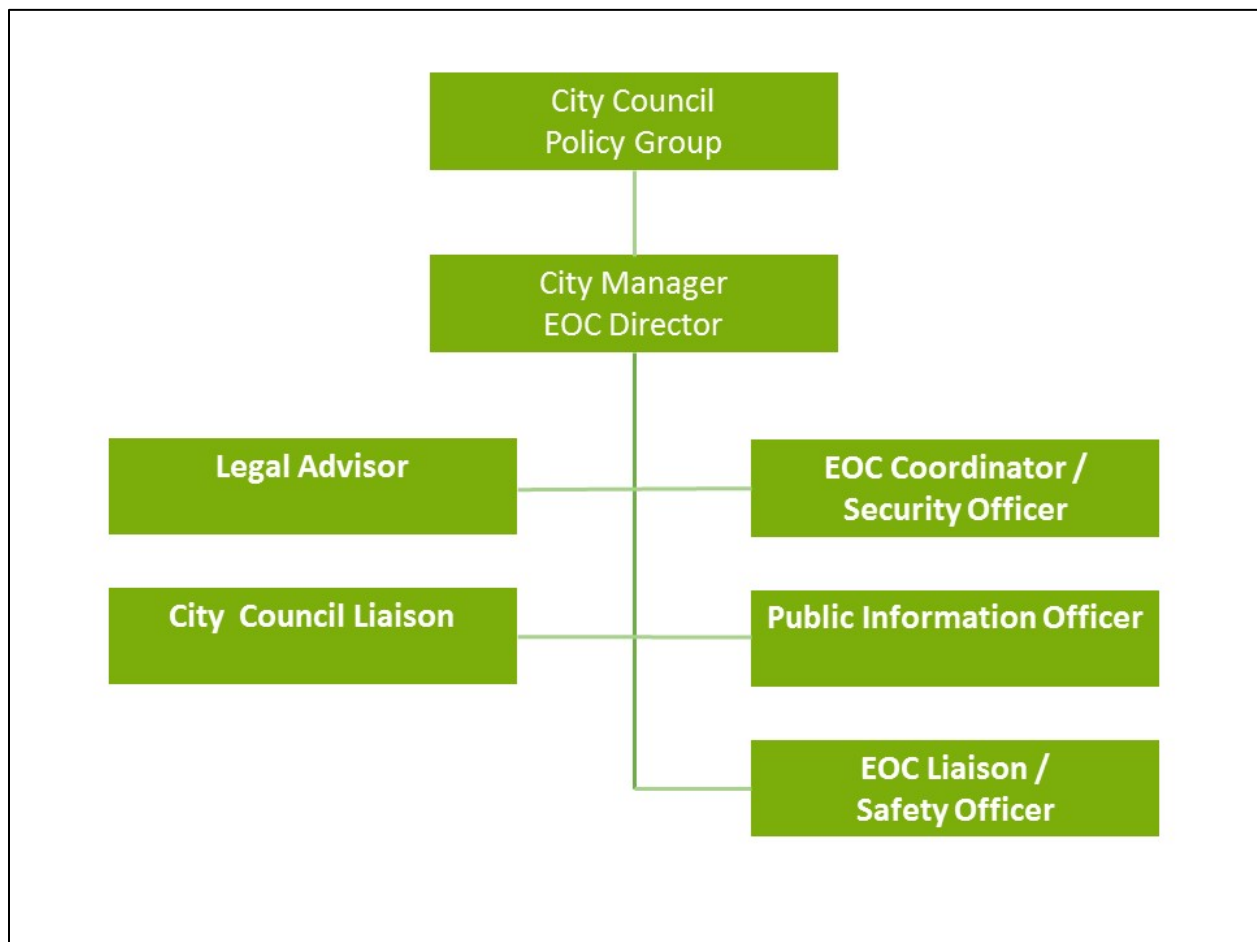 City Council
Policy Group
City Manager
EOC Director
Legal Advisor
EOC Coordinator /
Security Officer
City  Council Liaison
Public Information Officer
EOC Liaison /
Safety Officer